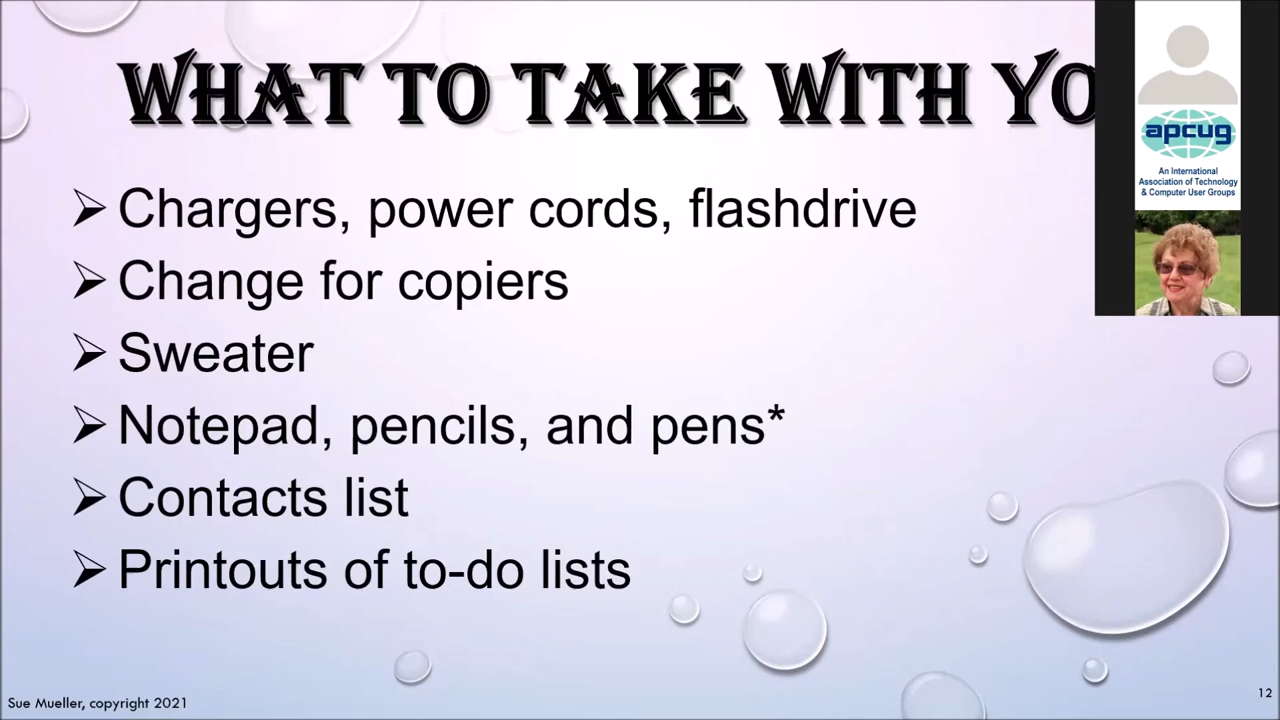 WHAT TO TAKE WITH YO
Chargers, power cords, flashdrive
Change for copiers
Sweater
Notepad, pencils, and pens*
Contacts list
Printouts of to-do lists
apcug
An International
Association of Technology
& Computer User Groups
Sue Mueller, copyright 2021
12